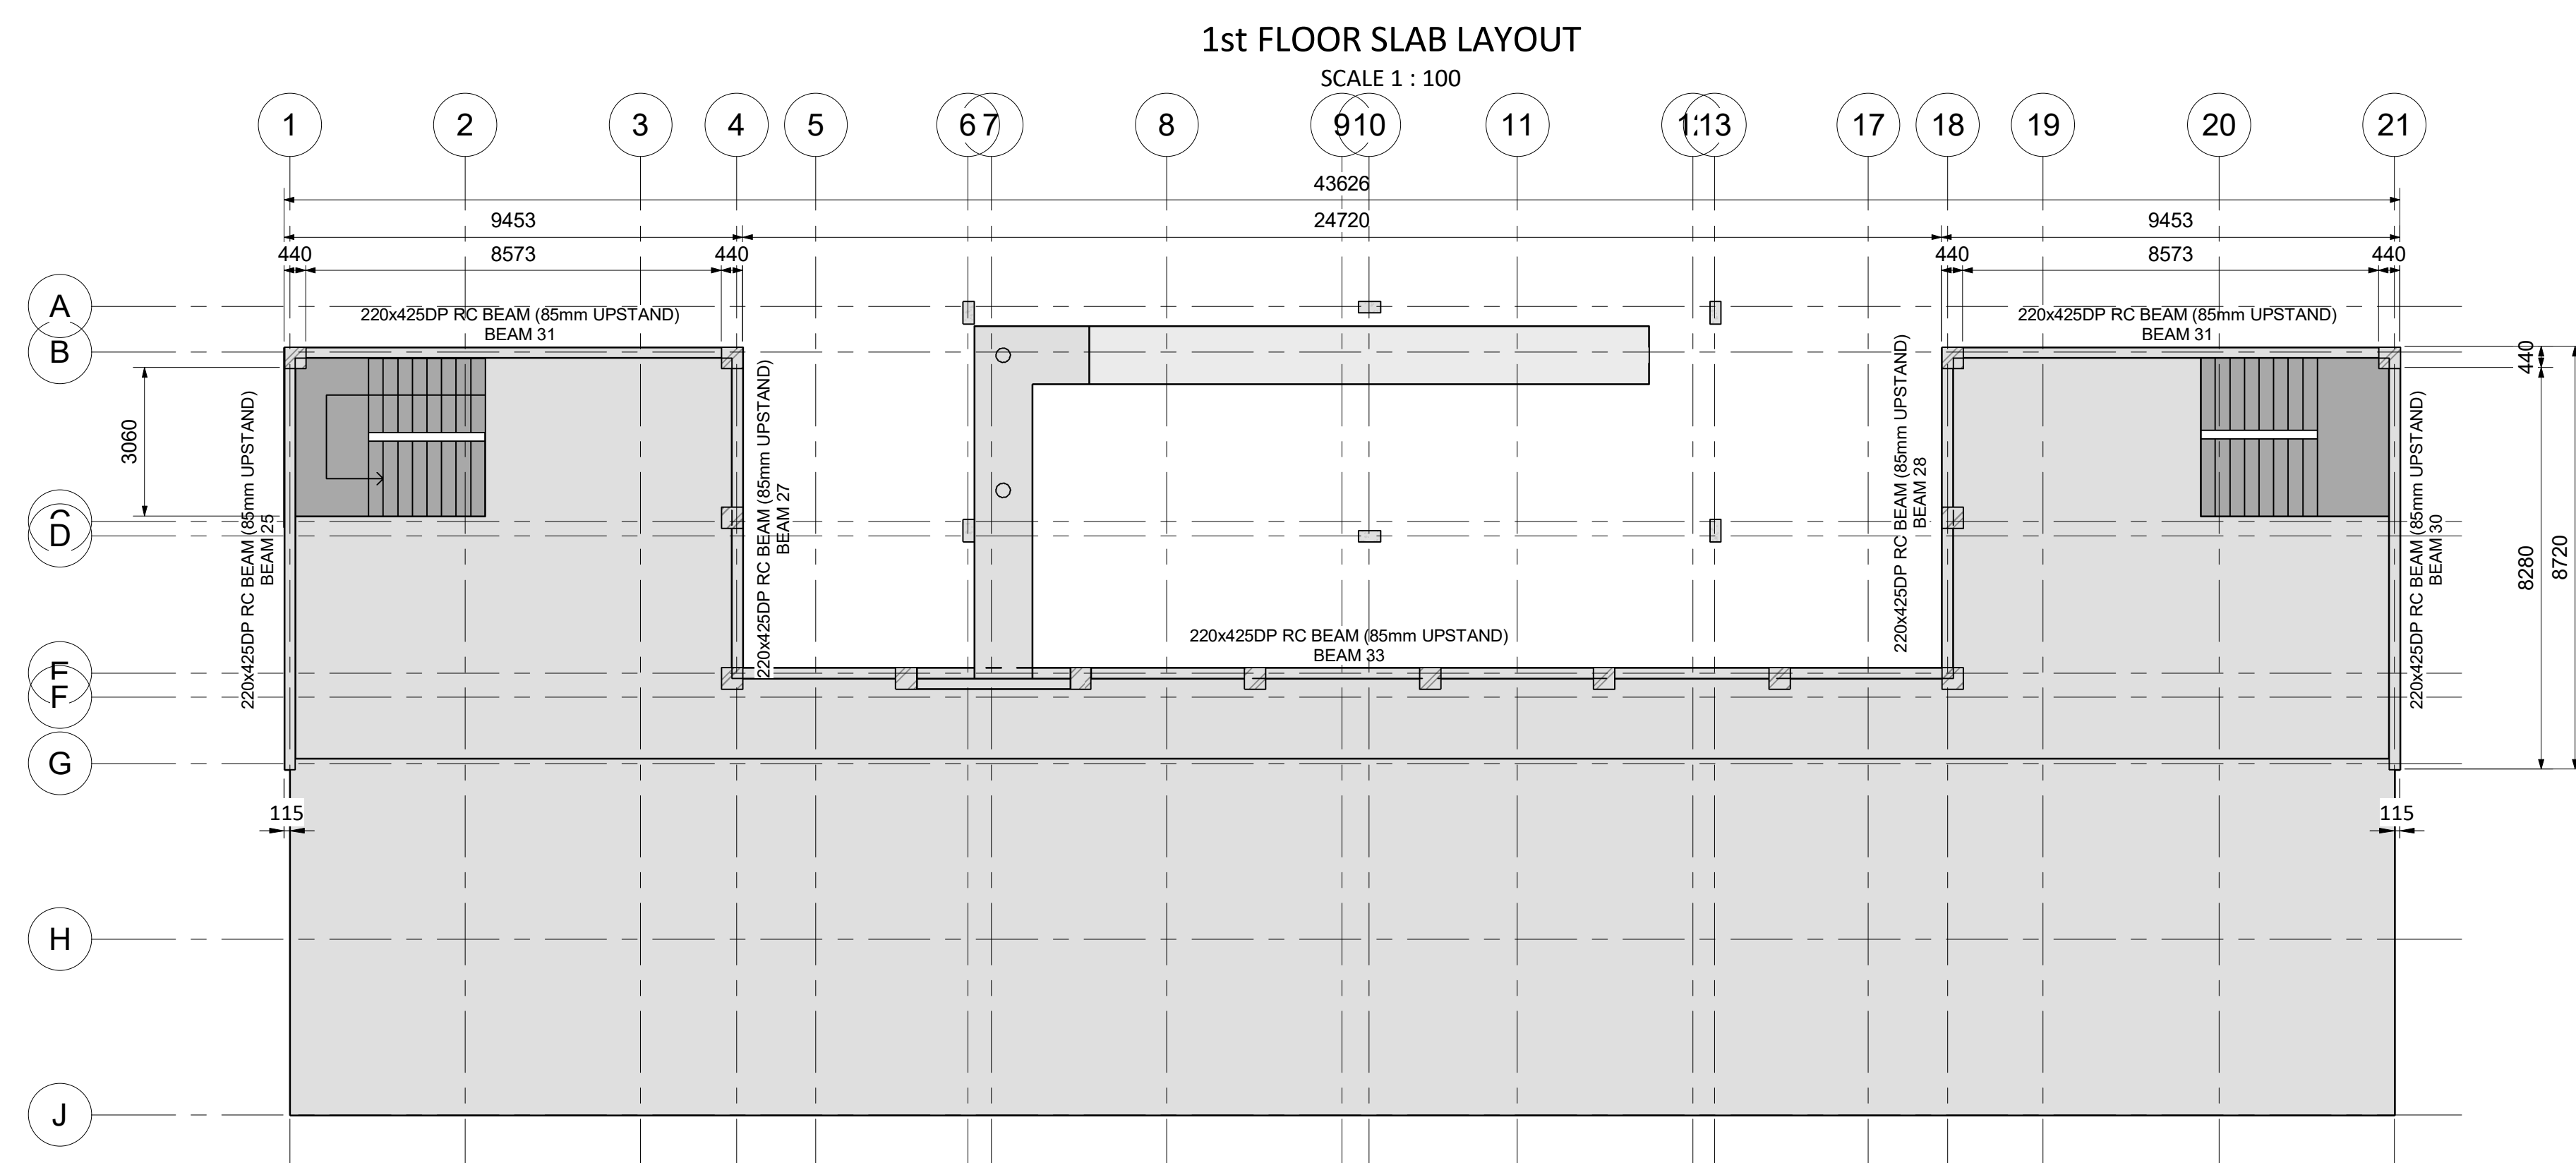 1st FLOOR SLAB LAYOUT
SCALE 1 : 100
1 2 3 4 5 6 7 8 9 10 11 12 13 17 18 19 20 21
43626
9453 24720 9453
440 8573 440 440 8573 440
A
220x425DP RC BEAM (85mm UPSTAND)
BEAM 31
220x425DP RC BEAM (85mm UPSTAND)
BEAM 31
B
440
3060
220x425DP RC BEAM (85mm UPSTAND)
BEAM 25
220x425DP RC BEAM (85mm UPSTAND)
BEAM 27
220x425DP RC BEAM (85mm UPSTAND)
BEAM 28
220x425DP RC BEAM (85mm UPSTAND)
BEAM 30
8280
8720
D
220x425DP RC BEAM (85mm UPSTAND)
BEAM 33
F
G
115 115
H
J